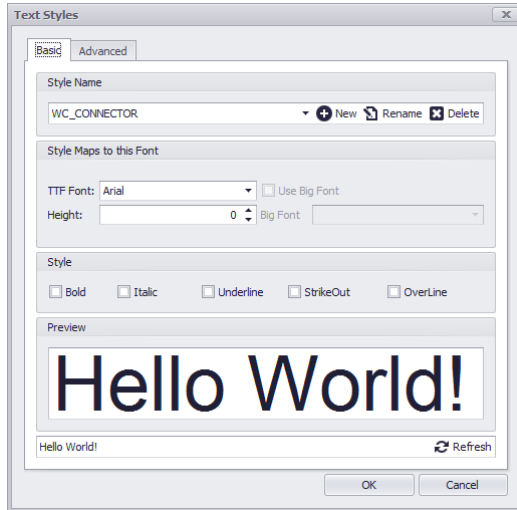 Text Styles
Basic Advanced
Style Name
WC_CONNECTOR New Rename Delete
Style Maps to this Font
TTF Font: Arial Use Big Font
Height: 0 Big Font
Style
Bold Italic Underline StrikeOut OverLine
Preview
Hello World!
Hello World! Refresh
OK Cancel